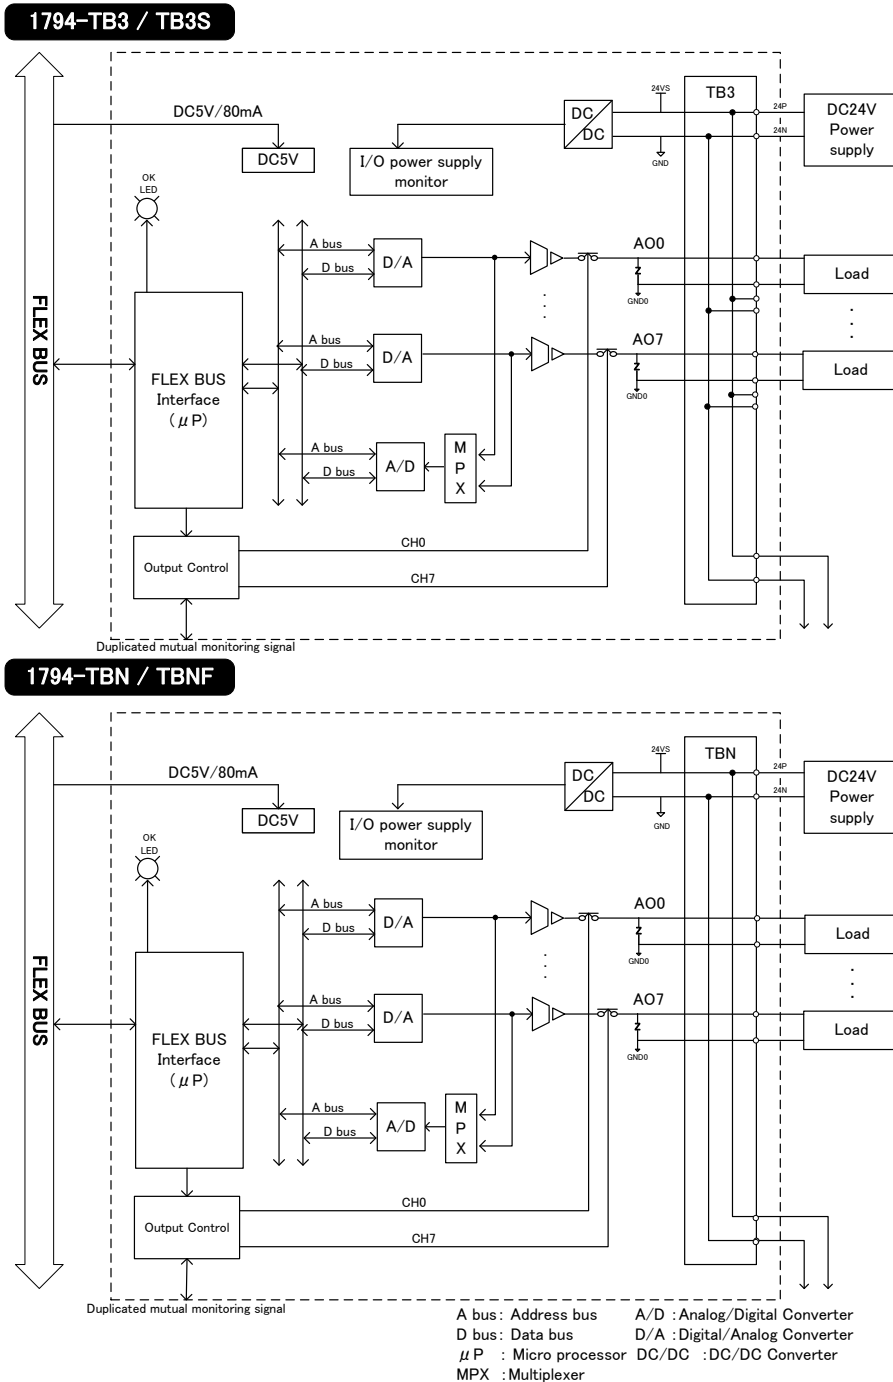 1794-TB3 / TB3S
DC5V/80mA
DC5V
I/O power supply
monitor
DC
DC
24VS
GND
TB3
24P
24N
DC24V
Power
supply
OK
LED
FLEX BUS
FLEX BUS
Interface
(μP)
A bus
D bus
D/A
AO0
GND0
Load
A bus
D bus
D/A
AO7
GND0
Load
A bus
D bus
A/D
M
P
X
Output Control
CH0
CH7
Duplicated mutual monitoring signal
1794-TBN / TBNF
DC5V/80mA
DC5V
I/O power supply
monitor
DC
DC
24VS
GND
TBN
24P
24N
DC24V
Power
supply
OK
LED
FLEX BUS
FLEX BUS
Interface
(μP)
A bus
D bus
D/A
AO0
GND0
Load
A bus
D bus
D/A
AO7
GND0
Load
A bus
D bus
A/D
M
P
X
Output Control
CH0
CH7
Duplicated mutual monitoring signal
A bus: Address bus A/D :Analog/Digital Converter
D bus: Data bus D/A :Digital/Analog Converter
μP : Micro processor DC/DC :DC/DC Converter
MPX :Multiplexer